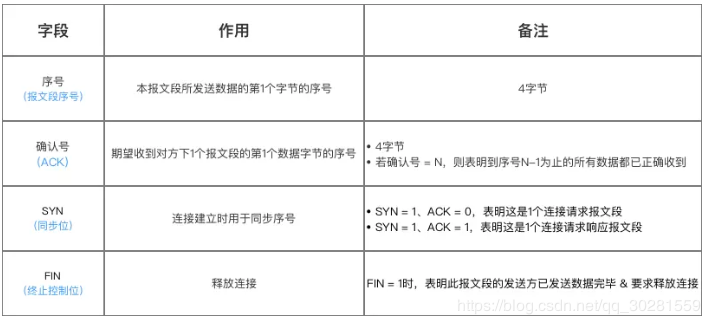 字段 作用 备注
序号
(报文段序号)
本报文段所发送数据的第1个字节的序号
4字节
确认号
(ACK)
期望收到对方下1个报文段的第1个数据字节的序号
• 4字节
• 若确认号 = N，则表明到序号N-1为止的所有数据都已正确收到
SYN
(同步位)
连接建立时用于同步序号
• SYN = 1、ACK = 0，表明这是1个连接请求报文段
• SYN = 1、ACK = 1，表明这是1个连接请求响应报文段
FIN
(终止控制位)
释放连接
FIN = 1时，表明此报文段的发送方已发送数据完毕 & 要求释放连接
https://blog.csdn.net/qq_30281559